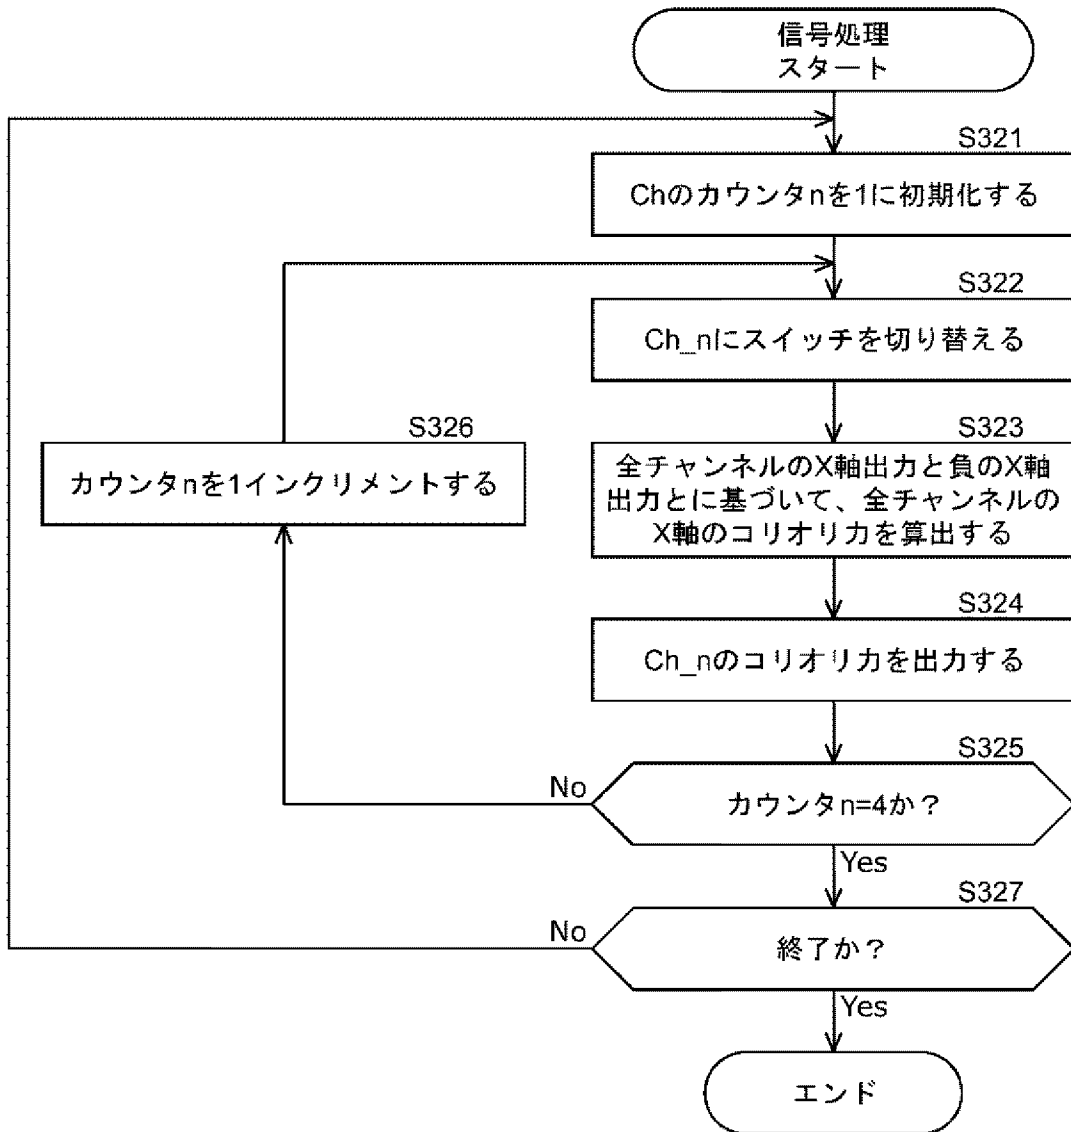 信号処理
スタート
S321
Chのカウンタnを1に初期化する
S322
Ch_nにスイッチを切り替える
S326
カウンタnを1インクリメントする
S323
全チャンネルのX軸出力と負のX軸
出力とに基づいて、全チャンネルの
X軸のコリオリ力を算出する
S324
Ch_nのコリオリ力を出力する
S325
カウンタn=4か？
No
Yes
S327
終了か？
No
Yes
エンド